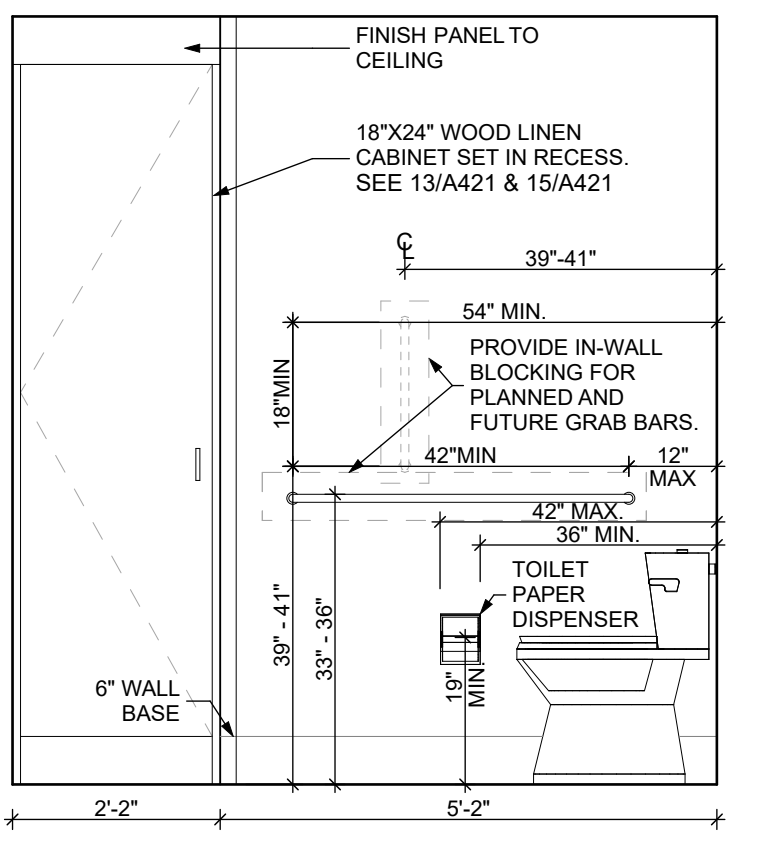 FINISH PANEL TO
CEILING
18"X24" WOOD LINEN
CABINET SET IN RECESS.
SEE 13/A421 & 15/A421
℄
39"-41"
54" MIN.
PROVIDE IN-WALL
BLOCKING FOR
PLANNED AND
FUTURE GRAB BARS.
18"MIN
42"MIN
12"
MAX
42" MAX.
36" MIN.
TOILET
PAPER
DISPENSER
39" - 41"
33" - 36"
19"
MIN.
6" WALL
BASE
2'-2"
5'-2"